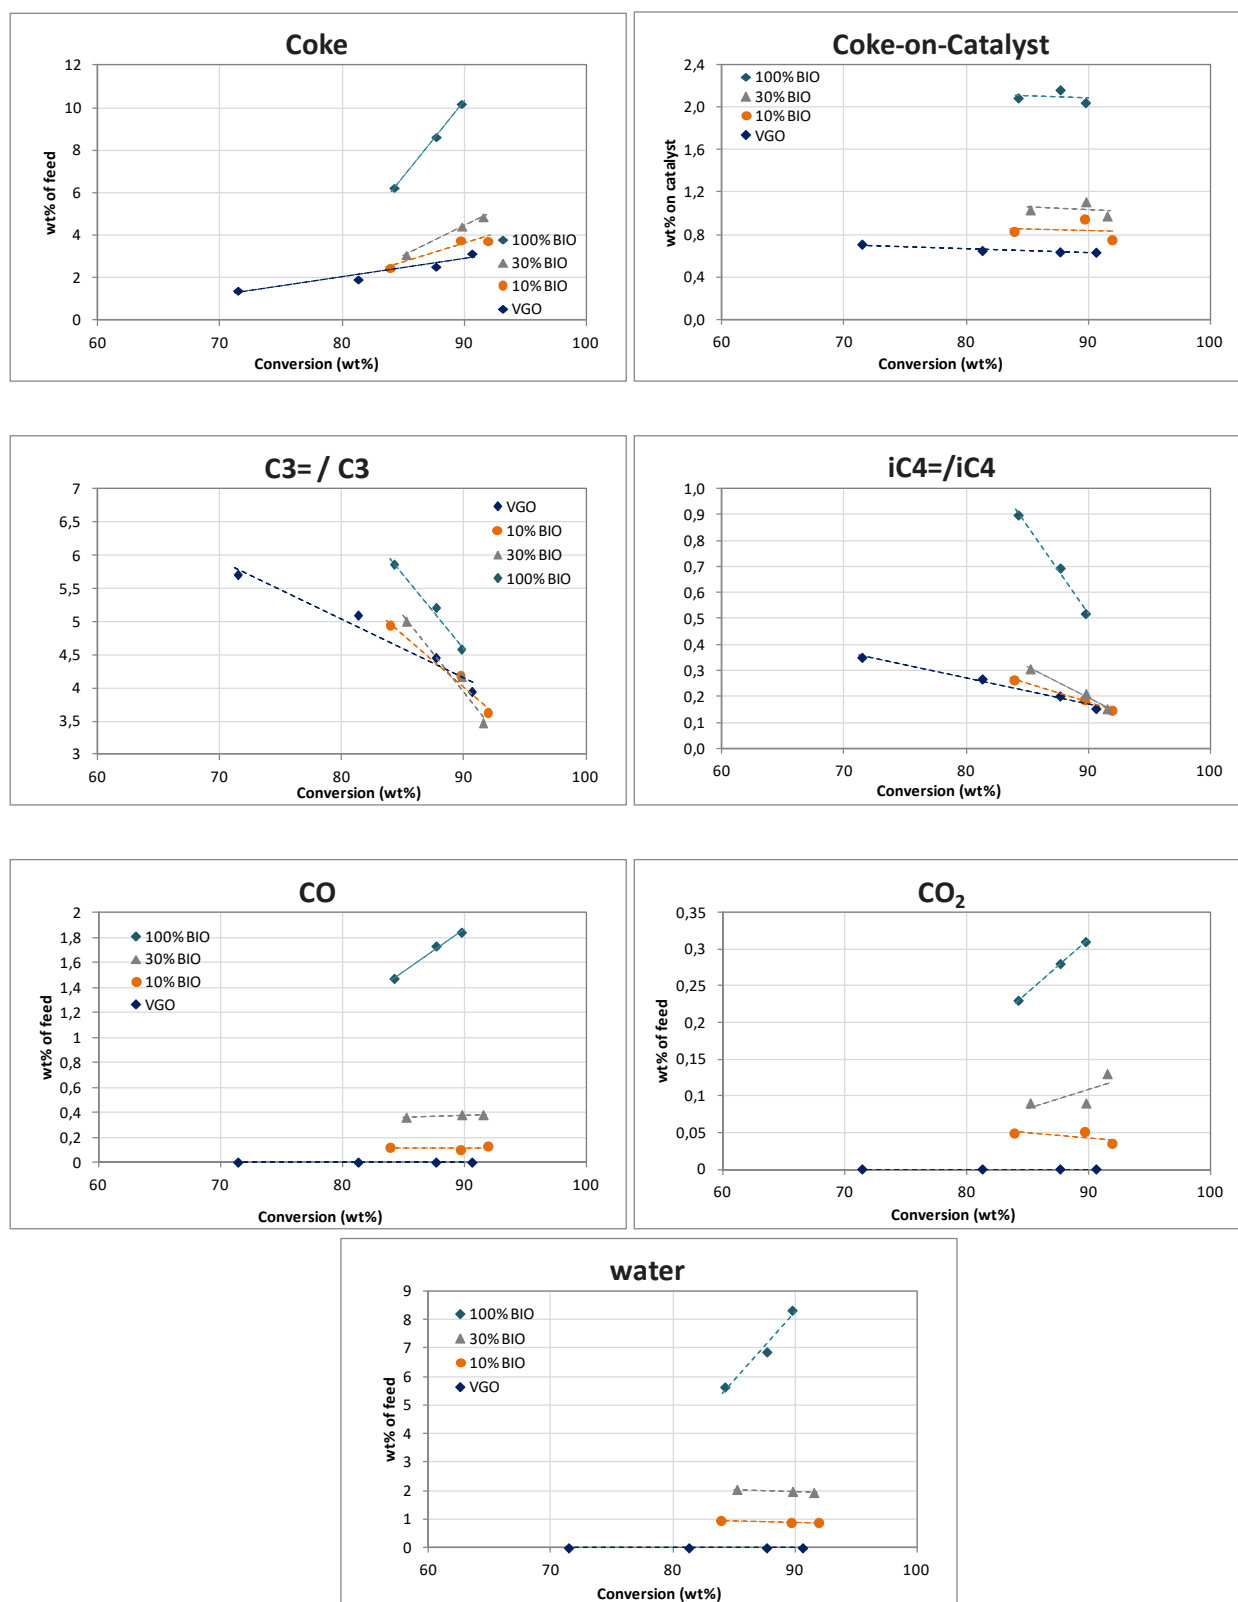 Coke
12
10
8
6
4
2
0
wt% of feed
100% BIO
30% BIO
10% BIO
VGO
60 70 80 90 100
Conversion (wt%)
Coke-on-Catalyst
2,4
2,0
1,6
1,2
0,8
0,4
0,0
wt% on catalyst
100% BIO
30% BIO
10% BIO
VGO
60 70 80 90 100
Conversion (wt%)
C3= / C3
7
6,5
6
5,5
5
4,5
4
3,5
3
VGO
10% BIO
30% BIO
100% BIO
60 70 80 90 100
Conversion (wt%)
iC4=/iC4
1,0
0,9
0,8
0,7
0,6
0,5
0,4
0,3
0,2
0,1
0,0
60 70 80 90 100
Conversion (wt%)
CO
2
1,8
1,6
1,4
1,2
1
0,8
0,6
0,4
0,2
0
wt% of feed
100% BIO
30% BIO
10% BIO
VGO
60 70 80 90 100
Conversion (wt%)
CO₂
0,35
0,3
0,25
0,2
0,15
0,1
0,05
0
wt% of feed
60 70 80 90 100
Conversion (wt%)
water
9
8
7
6
5
4
3
2
1
0
wt% of feed
100% BIO
30% BIO
10% BIO
VGO
60 70 80 90 100
Conversion (wt%)